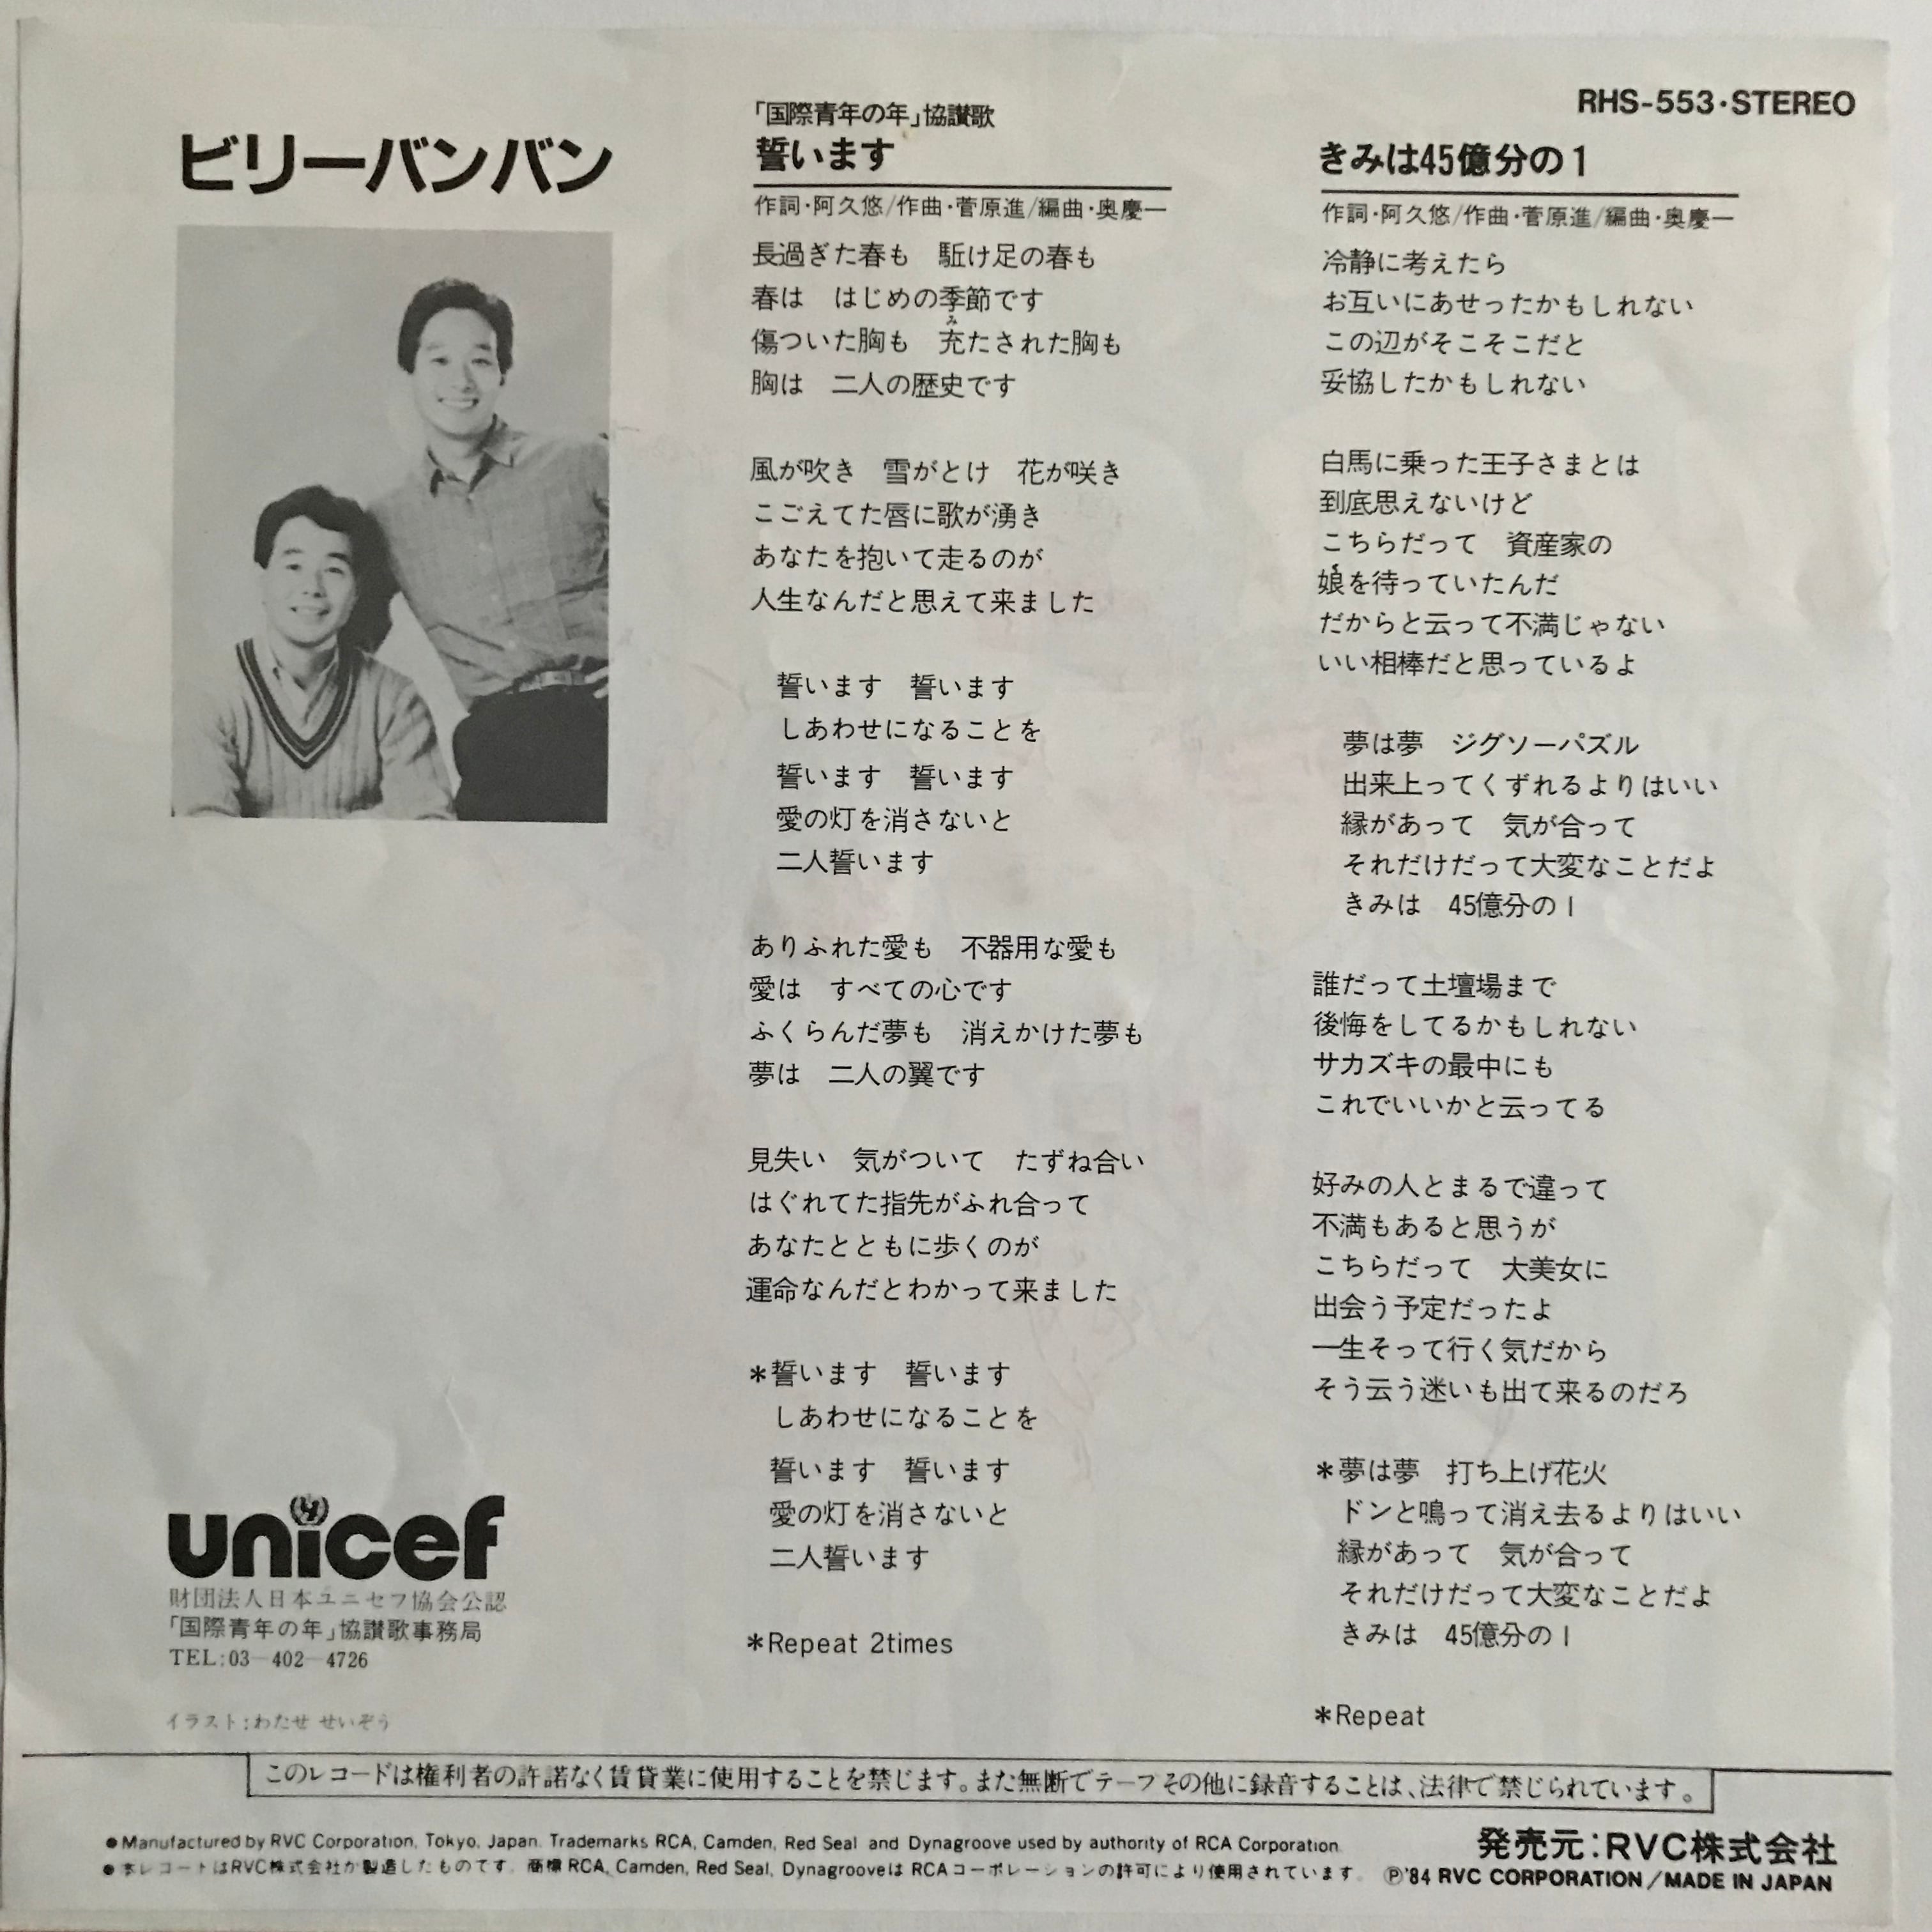 RHS-553・STEREO
ビリーバンバン
「国際青年の年」協讃歌
誓います
作詞・阿久悠/作曲・菅原進/編曲・奥慶一
長過ぎた春も　駈け足の春も
春は　はじめの季節です
み
傷ついた胸も　充たされた胸も
胸は　二人の歴史です
風が吹き　雪がとけ　花が咲き
こごえてた唇に歌が湧き
あなたを抱いて走るのが
人生なんだと思えて来ました
誓います　誓います
しあわせになることを
誓います　誓います
愛の灯を消さないと
二人誓います
ありふれた愛も　不器用な愛も
愛は　すべての心です
ふくらんだ夢も　消えかけた夢も
夢は　二人の翼です
見失い　気がついて　たずね合い
はぐれてた指先がふれ合って
あなたとともに歩くのが
運命なんだとわかって来ました
*誓います　誓います
しあわせになることを
誓います　誓います
愛の灯を消さないと
二人誓います
*Repeat 2times
きみは45億分の1
作詞・阿久悠/作曲・菅原進/編曲・奥慶一
冷静に考えたら
お互いにあせったかもしれない
この辺がそこそこだと
妥協したかもしれない
白馬に乗った王子さまとは
到底思えないけど
こちらだって　資産家の
娘を待っていたんだ
だからと云って不満じゃない
いい相棒だと思っているよ
夢は夢　ジグソーパズル
出来上ってくずれるよりはいい
縁があって　気が合って
それだけだって大変なことだよ
きみは　45億分の1
誰だって土壇場まで
後悔をしてるかもしれない
サカズキの最中にも
これでいいかと云ってる
好みの人とまるで違って
不満もあると思うが
こちらだって　大美女に
出会う予定だったよ
一生そって行く気だから
そう云う迷いも出て来るのだろ
*夢は夢　打ち上げ花火
ドンと鳴って消え去るよりはいい
縁があって　気が合って
それだけだって大変なことだよ
きみは　45億分の1
*Repeat
unicef
財団法人日本ユニセフ協会公認
「国際青年の年」協讃歌事務局
TEL:03-402-4726
イラスト:わたせ せいぞう
このレコードは権利者の許諾なく賃貸業に使用することを禁じます。また無断でテープその他に録音することは、法律で禁じられています。
●Manufactured by RVC Corporation, Tokyo, Japan. Trademarks RCA, Camden, Red Seal and Dynagroove used by authority of RCA Corporation.
●本レコードはRVC株式会社が製造したものです。商標RCA, Camden, Red Seal, DynagrooveはRCAコーポレーションの許可により使用されています。
発売元:RVC株式会社
Ⓟ'84 RVC CORPORATION/MADE IN JAPAN